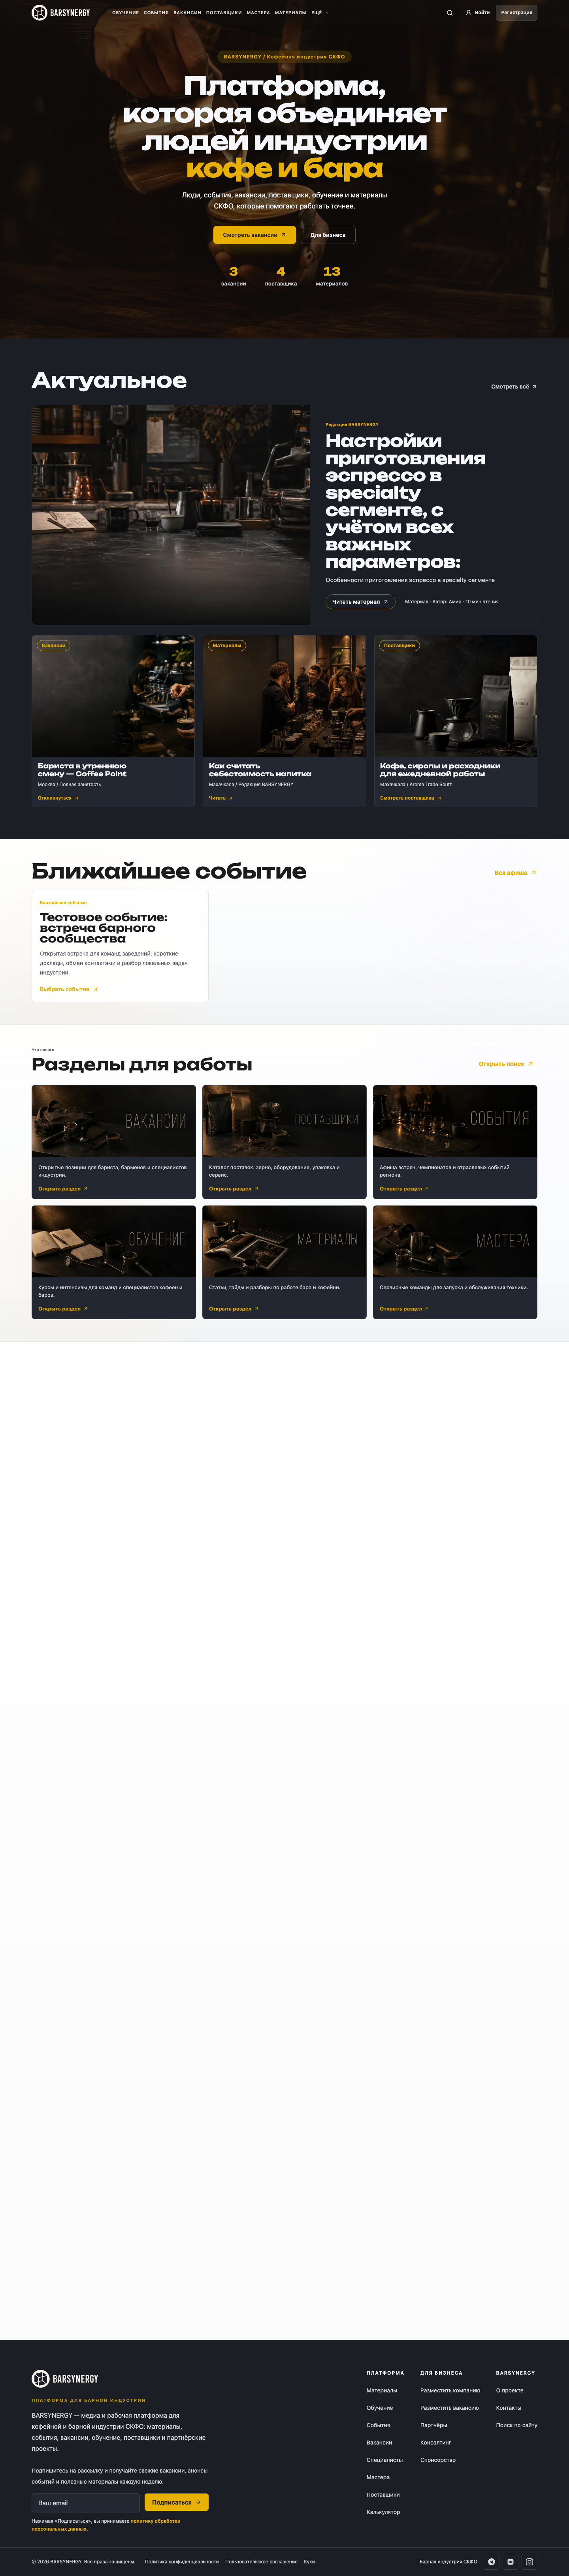 BARSYNERGY
ОБУЧЕНИЕ СОБЫТИЯ ВАКАНСИИ ПОСТАВЩИКИ МАСТЕРА МАТЕРИАЛЫ ЕЩЁ
Войти
Регистрация
BARSYNERGY / Кофейная индустрия СКФО
Платформа,
которая объединяет
людей индустрии
кофе и бара
Люди, события, вакансии, поставщики, обучение и материалы
СКФО, которые помогают работать точнее.
Смотреть вакансии
Для бизнеса
3 4 13
вакансии поставщика материалов
Актуальное
Смотреть всё
Редакция BARSYNERGY
Настройки
приготовления
эспрессо в
specialty
сегменте, с
учётом всех
важных
параметров:
Особенности приготовления эспрессо в specialty сегменте
Читать материал
Материал · Автор: Амир · 10 мин чтения
Вакансии
Бариста в утреннюю
смену — Coffee Point
Москва / Полная занятость
Откликнуться
Материалы
Как считать
себестоимость напитка
Махачкала / Редакция BARSYNERGY
Читать
Поставщики
Кофе, сиропы и расходники
для ежедневной работы
Махачкала / Aroma Trade South
Смотреть поставщика
Ближайшее событие
Вся афиша
Ближайшее событие
Тестовое событие:
встреча барного
сообщества
Открытая встреча для команд заведений: короткие
доклады, обмен контактами и разбор локальных задач
индустрии.
Выбрать событие
Что нового
Разделы для работы
Открыть поиск
ВАКАНСИИ
Открытые позиции для бариста, барменов и специалистов
индустрии.
Открыть раздел
ПОСТАВЩИКИ
Каталог поставок: зерно, оборудование, упаковка и
сервис.
Открыть раздел
СОБЫТИЯ
Афиша встреч, чемпионатов и отраслевых событий
региона.
Открыть раздел
ОБУЧЕНИЕ
Курсы и интенсивы для команд и специалистов кофеен и
баров.
Открыть раздел
МАТЕРИАЛЫ
Статьи, гайды и разборы по работе бара и кофейни.
Открыть раздел
МАСТЕРА
Сервисные команды для запуска и обслуживания техники.
Открыть раздел
BARSYNERGY
ПЛАТФОРМА ДЛЯ БАРНОЙ ИНДУСТРИИ
BARSYNERGY — медиа и рабочая платформа для
кофейной и барной индустрии СКФО: материалы,
события, вакансии, обучение, поставщики и партнёрские
проекты.
Подпишитесь на рассылку и получайте свежие вакансии, анонсы
событий и полезные материалы каждую неделю.
Ваш email
Подписаться
Нажимая «Подписаться», вы принимаете политику обработки
персональных данных.
ПЛАТФОРМА
Материалы
Обучение
События
Вакансии
Специалисты
Мастера
Поставщики
Калькулятор
ДЛЯ БИЗНЕСА
Разместить компанию
Разместить вакансию
Партнёры
Консалтинг
Спонсорство
BARSYNERGY
О проекте
Контакты
Поиск по сайту
© 2026 BARSYNERGY. Все права защищены.
Политика конфиденциальности
Пользовательское соглашение
Куки
Барная индустрия СКФО